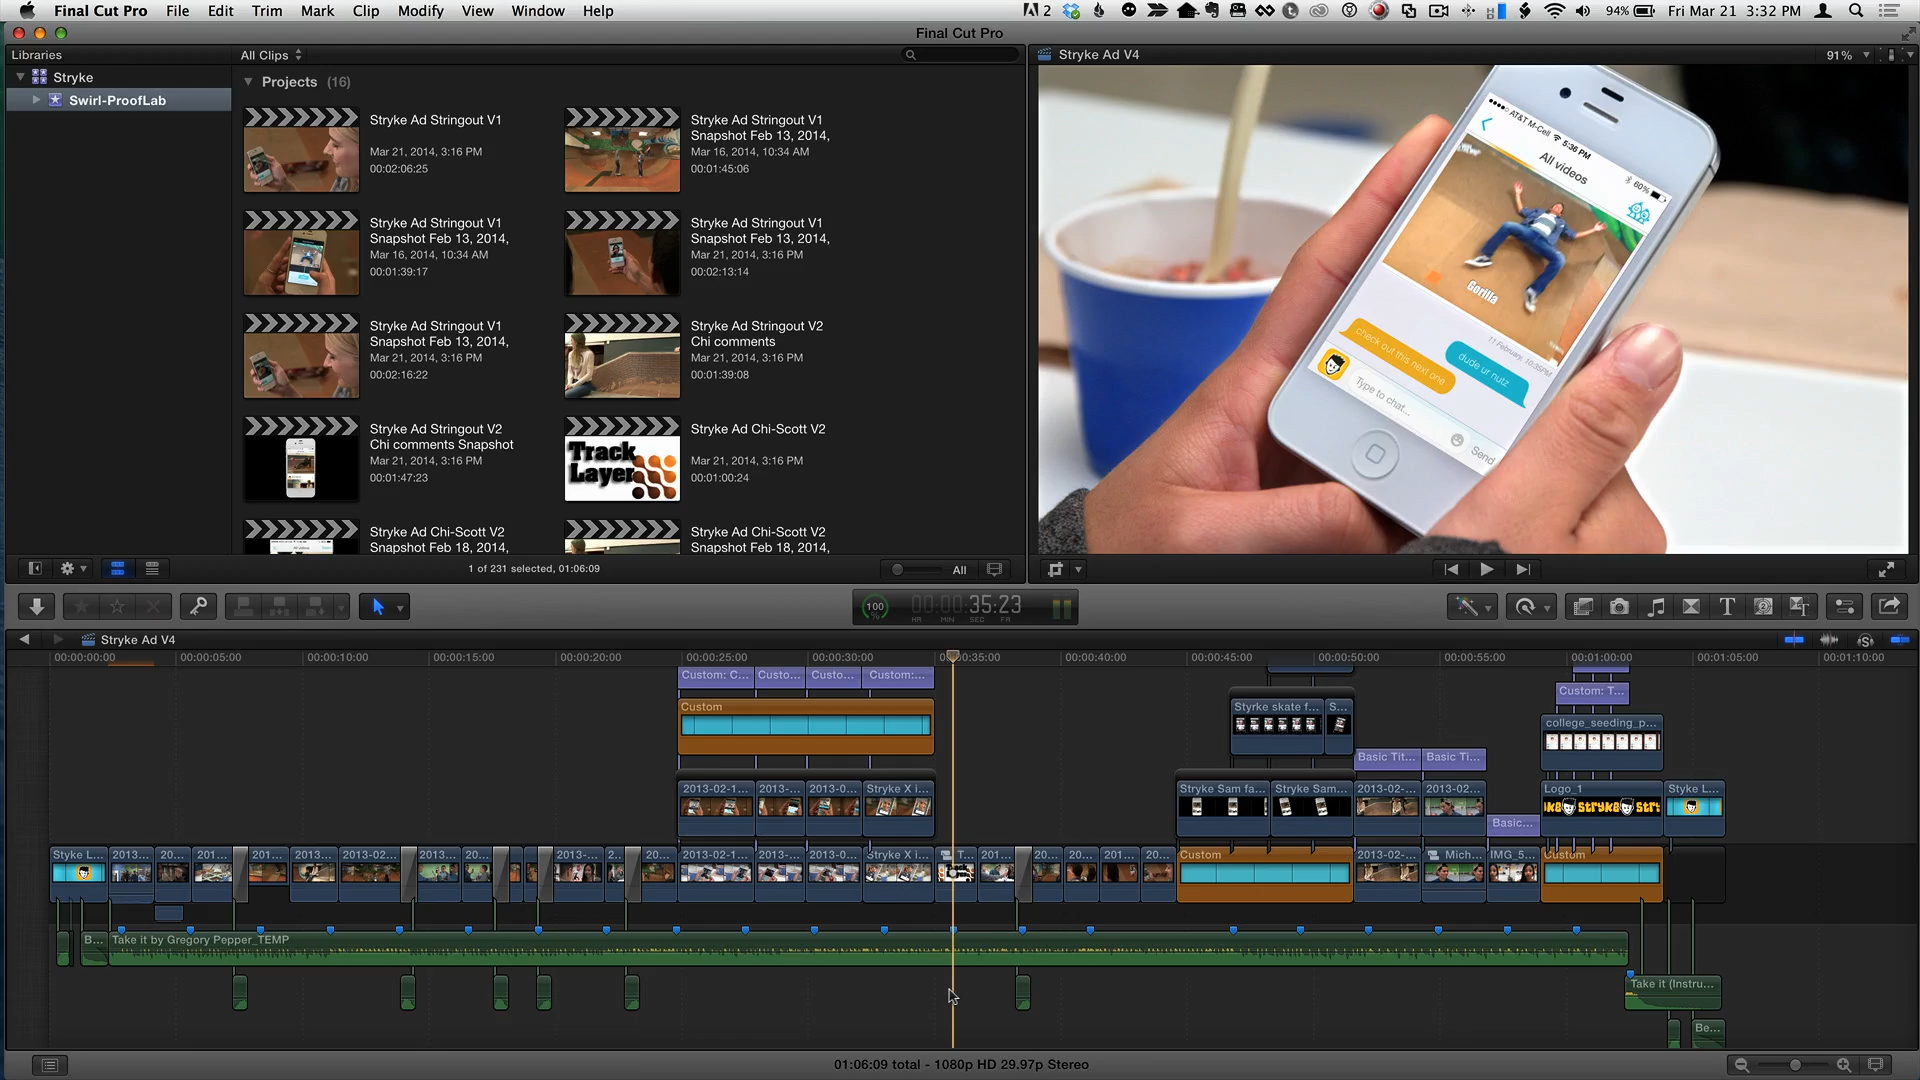 Final Cut Pro File Edit Trim Mark Clip Modify View Window Help
2 94% Fri Mar 21 3:32 PM
Final Cut Pro
Libraries
All Clips
Stryke Ad V4
91%
Stryke
Swirl-ProofLab
Projects (16)
Stryke Ad Stringout V1
Mar 21, 2014, 3:16 PM
00:02:06:25
Stryke Ad Stringout V1
Snapshot Feb 13, 2014,
Mar 16, 2014, 10:34 AM
00:01:45:06
Stryke Ad Stringout V1
Snapshot Feb 13, 2014,
Mar 16, 2014, 10:34 AM
00:01:39:17
Stryke Ad Stringout V1
Snapshot Feb 13, 2014,
Mar 21, 2014, 3:16 PM
00:02:13:14
Stryke Ad Stringout V1
Snapshot Feb 13, 2014,
Mar 21, 2014, 3:16 PM
00:02:16:22
Stryke Ad Stringout V2
Chi comments
Mar 21, 2014, 3:16 PM
00:01:39:08
Stryke Ad Stringout V2
Chi comments Snapshot
Mar 21, 2014, 3:16 PM
00:01:47:23
Track
Layer
Stryke Ad Chi-Scott V2
Mar 21, 2014, 3:16 PM
00:01:00:24
Stryke Ad Chi-Scott V2
Snapshot Feb 18, 2014,
Stryke Ad Chi-Scott V2
Snapshot Feb 18, 2014,
AT&T M-Cell 5:36 PM 60%
All videos
Gorilla
11 February, 10:35PM
dude ur nutz
check out this next one
Type to chat...
Send
1 of 231 selected, 01:06:09
All
100
%
00:00:35:23
HR MIN SEC FR
Stryke Ad V4
00:00:00:00 00:00:05:00 00:00:10:00 00:00:15:00 00:00:20:00 00:00:25:00 00:00:30:00 00:00:35:00 00:00:40:00 00:00:45:00 00:00:50:00 00:00:55:00 00:01:00:00 00:01:05:00 00:01:10:00
Custom: C... Custo... Custo... Custom:...
Custom: T...
Custom
Styrke skate f... S...
college_seeding_p...
Basic Tit... Basic Ti...
2013-02-1... 2013-... 2013-0... Stryke X i...
Stryke Sam fa... Stryke Sam... 2013-02-... 2013-02... Logo_1 Styke L...
Basic...
Styke L... 2013... 20... 201... 201... 2013... 2013-02... 2013... 20... 2013-... 2... 20... 2013-02-1... 2013-... 2013-0... Stryke X i... T... 201... 20... 20... 201... 20... Custom 2013-02-... Mich... IMG_5... Custom
B... Take it by Gregory Pepper_TEMP
Take it (Instru...
Be...
01:06:09 total - 1080p HD 29.97p Stereo